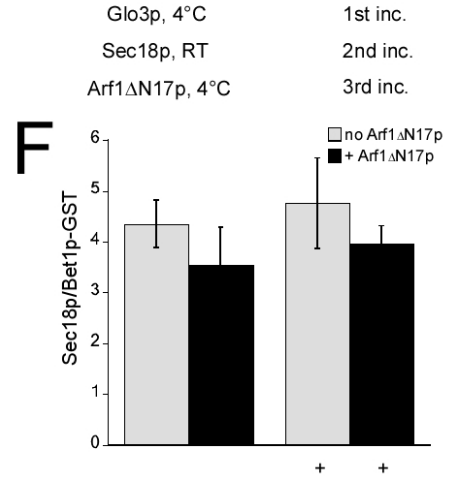 Glo3p, 4°C 1st inc.
Sec18p, RT 2nd inc.
Arf1ΔN17p, 4°C 3rd inc.
F
no Arf1ΔN17p
+ Arf1ΔN17p
Sec18p/Bet1p-GST
6
5
4
3
2
1
0
+ +